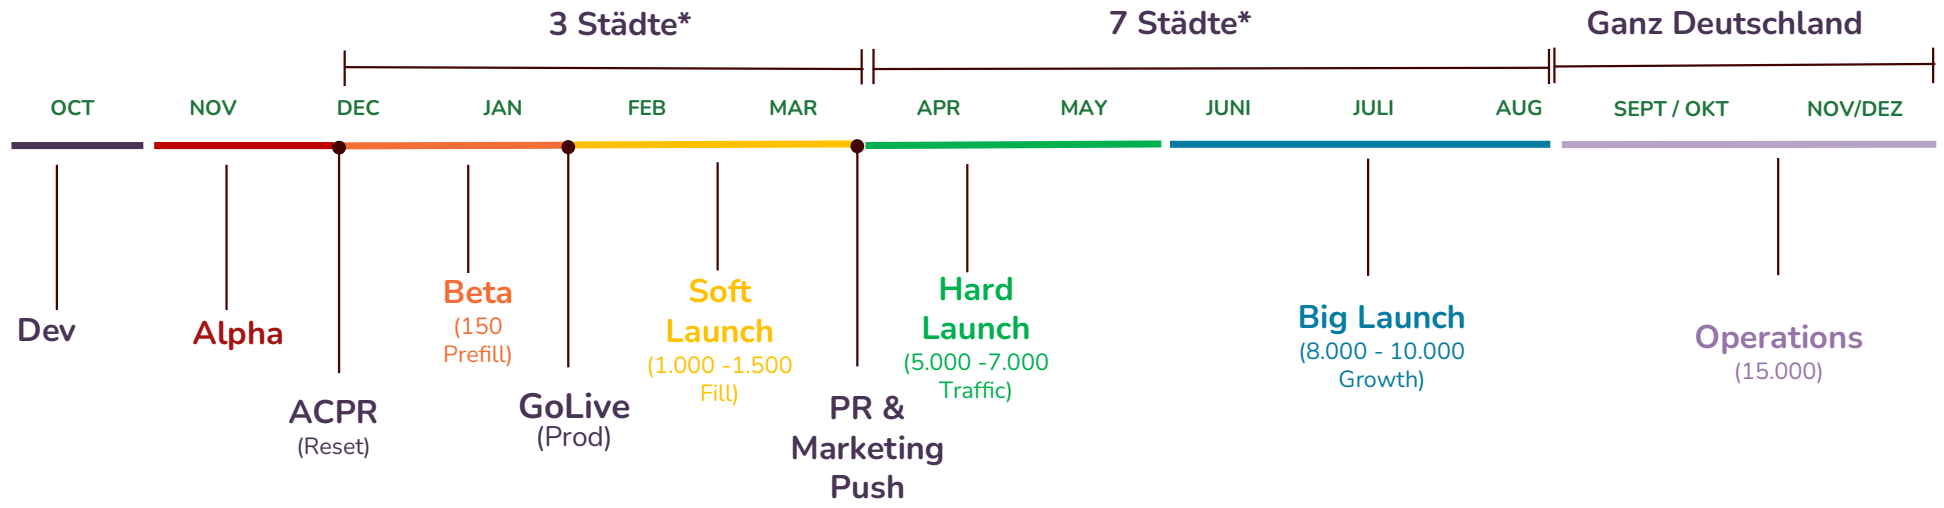 3 Städte*
7 Städte*
Ganz Deutschland
OCT
NOV
DEC
JAN
FEB
MAR
APR
MAY
JUNI
JULI
AUG
SEPT / OKT
NOV/DEZ
Dev
Alpha
ACPR
(Reset)
Beta
(150
Prefill)
GoLive
(Prod)
Soft
Launch
(1.000 -1.500
Fill)
PR &
Marketing
Push
Hard
Launch
(5.000 -7.000
Traffic)
Big Launch
(8.000 - 10.000
Growth)
Operations
(15.000)